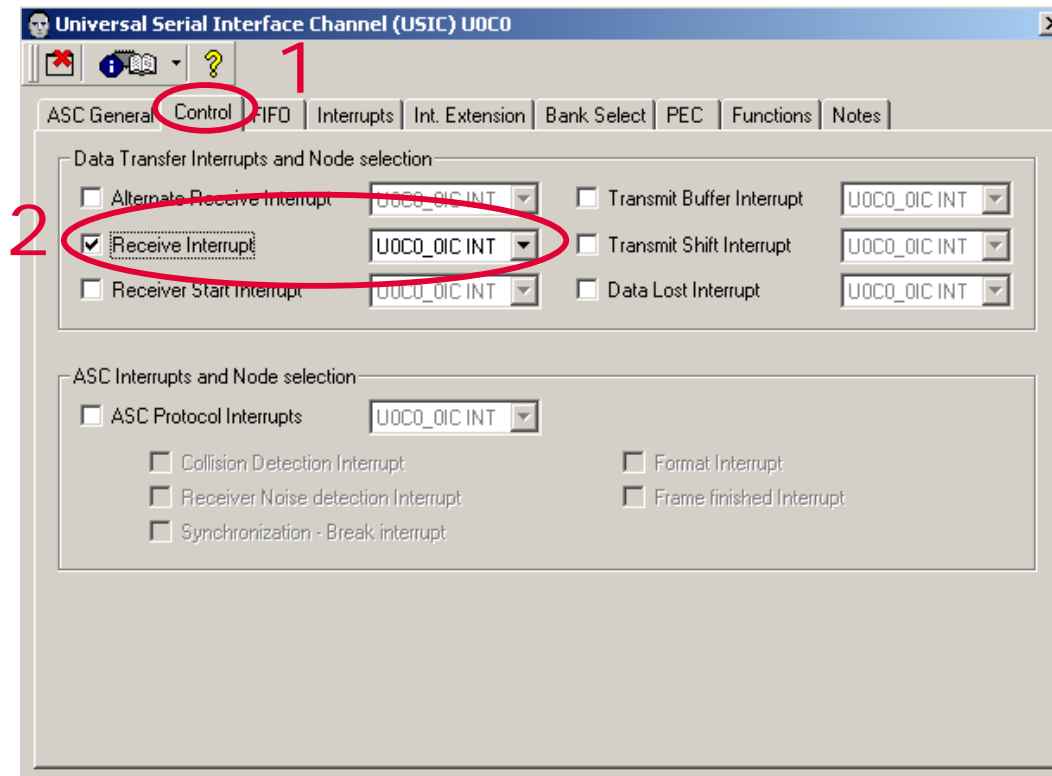 Universal Serial Interface Channel (USIC) U0C0
1
ASC General Control FIFO Interrupts Int. Extension Bank Select PEC Functions Notes
Data Transfer Interrupts and Node selection
Alternate Receive Interrupt U0C0_0IC INT Transmit Buffer Interrupt U0C0_0IC INT
2
Receive Interrupt U0C0_0IC INT Transmit Shift Interrupt U0C0_0IC INT
Receiver Start Interrupt U0C0_0IC INT Data Lost Interrupt U0C0_0IC INT
ASC Interrupts and Node selection
ASC Protocol Interrupts U0C0_0IC INT
Collision Detection Interrupt Format Interrupt
Receiver Noise detection Interrupt Frame finished Interrupt
Synchronization - Break interrupt